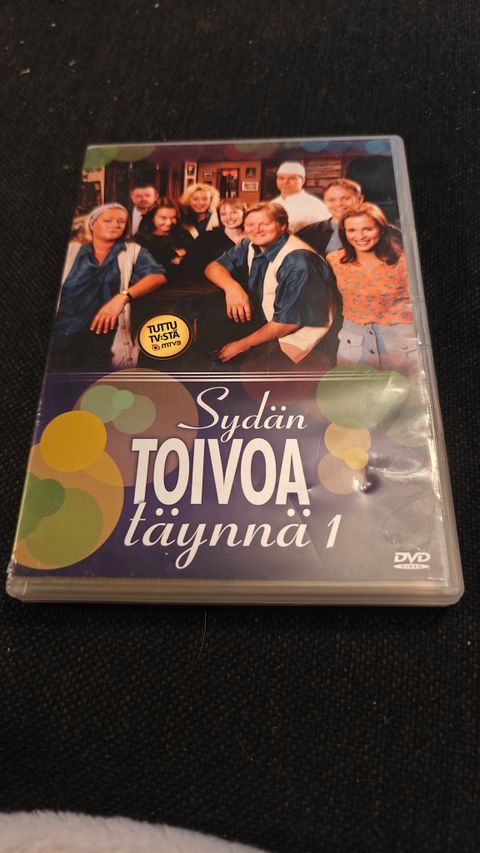 TUTTU
TV:STÄ
MTV3
Sydän
TOIVOA
täynnä 1
DVD
VIDEO